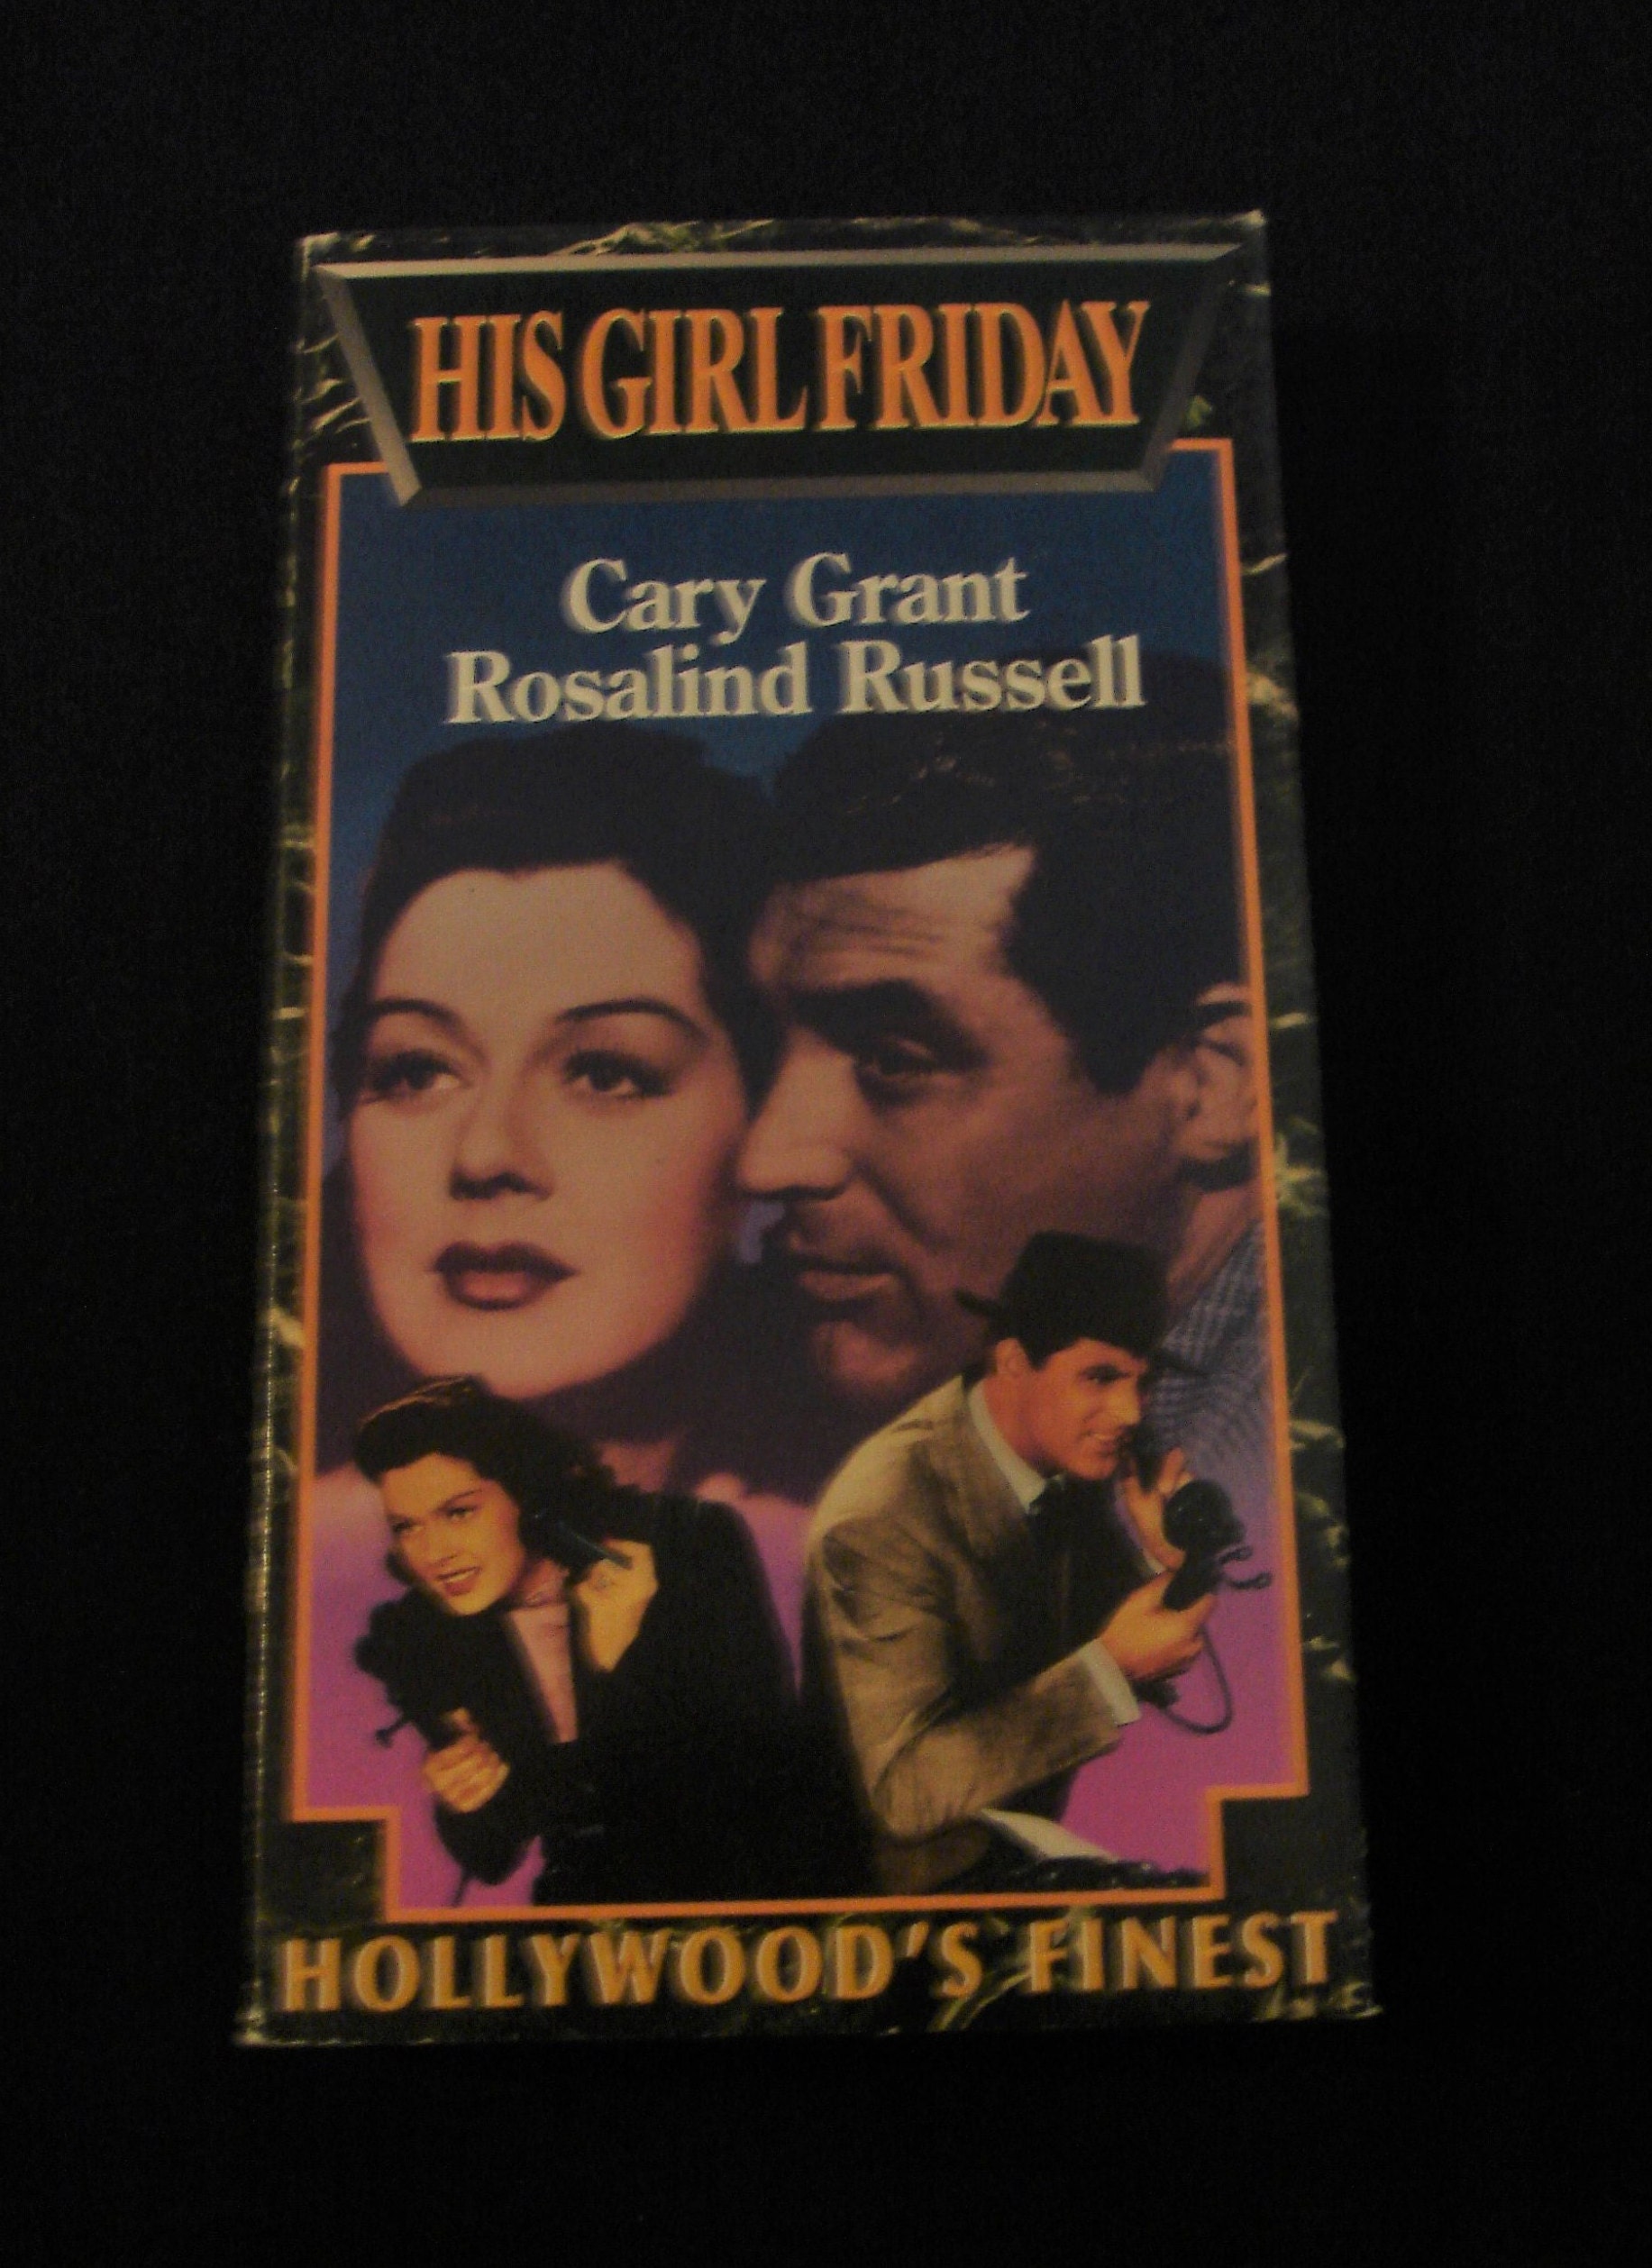 HIS GIRL FRIDAY
Cary Grant
Rosalind Russell
HOLLYWOOD'S FINEST